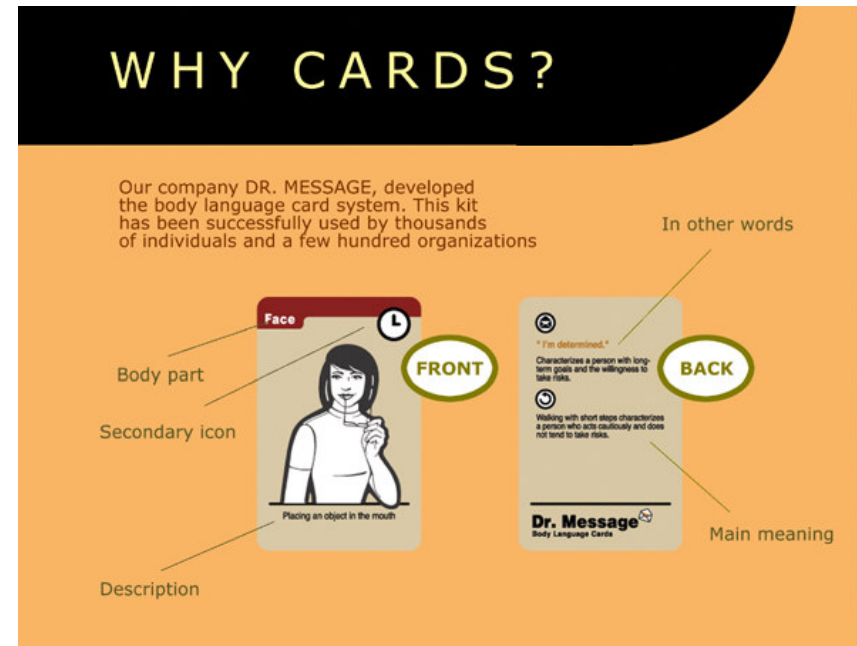 WHY CARDS?
Our company DR. MESSAGE, developed
the body language card system. This kit
has been successfully used by thousands
of individuals and a few hundred organizations
In other words
Face
Body part
Secondary icon
FRONT
Placing an object in the mouth
Description
"I'm determined."
Characterizes a person with long-
term goals and the willingness to
take risks.
BACK
Walking with short steps characterizes
a person who acts cautiously and does
not tend to take risks.
Dr. Message
Body Language Cards
Main meaning